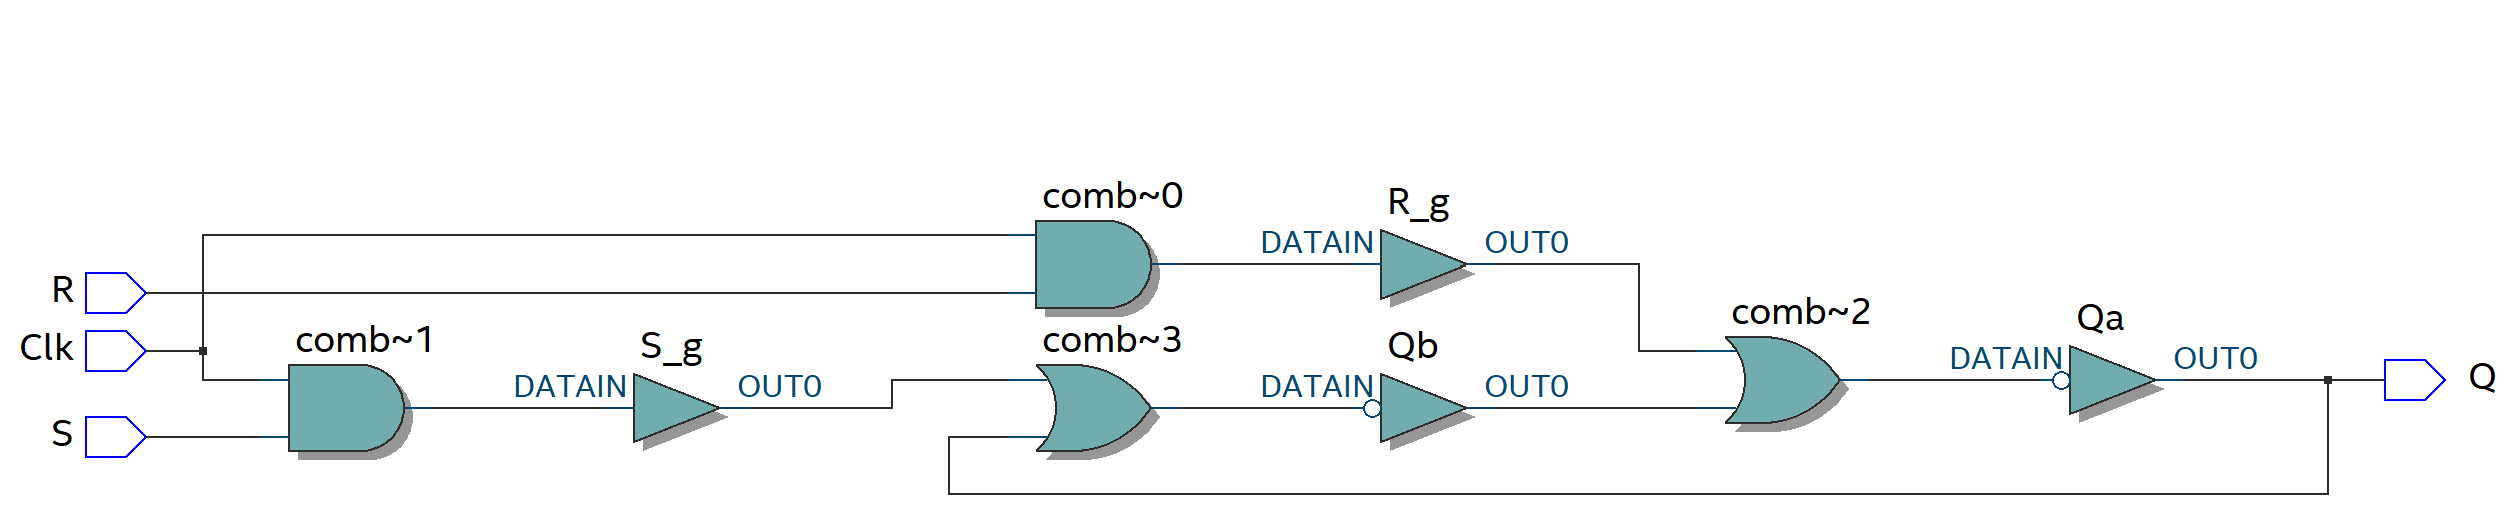 comb~0
R_g
DATAIN
OUT0
R
comb~2
Qa
Clk
comb~1
S_g
comb~3
Qb
DATAIN
OUT0
DATAIN
OUT0
DATAIN
OUT0
Q
S